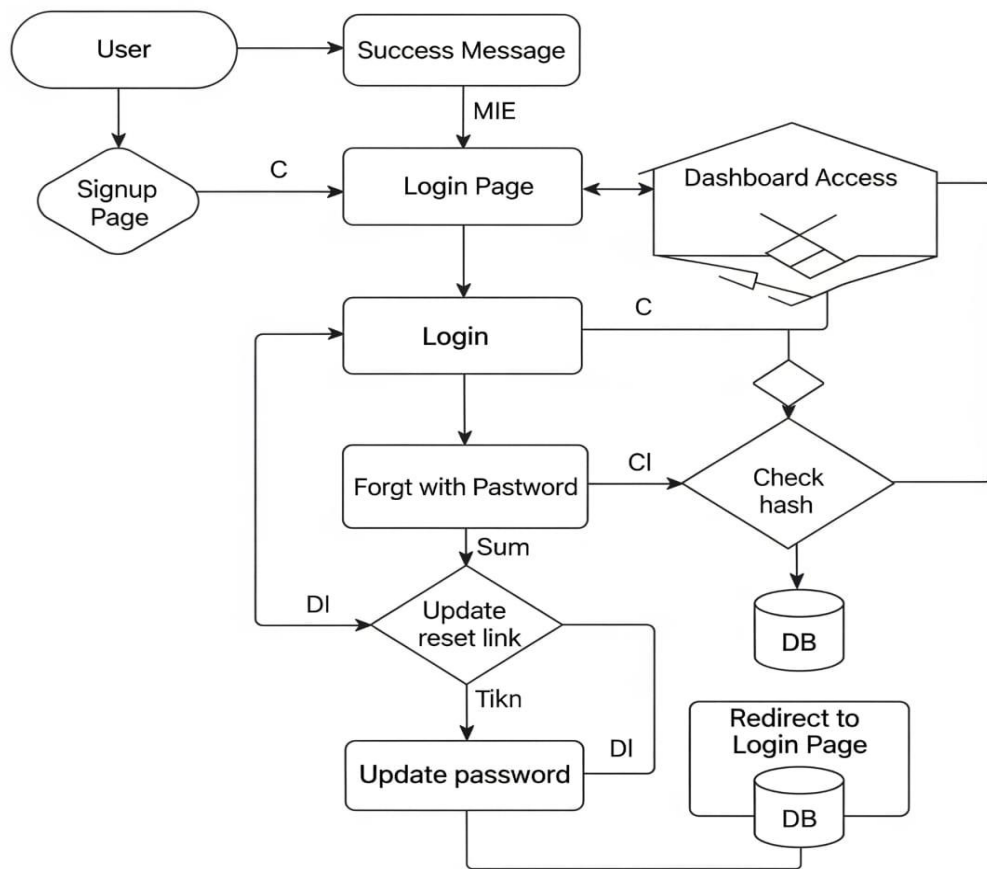 User
Success Message
MIE
Signup
Page
C
Login Page
Dashboard Access
Login
C
Forgt with Pastword
CI
Check
hash
Sum
DI
Update
reset link
DB
Tikn
Update password
DI
Redirect to
Login Page
DB